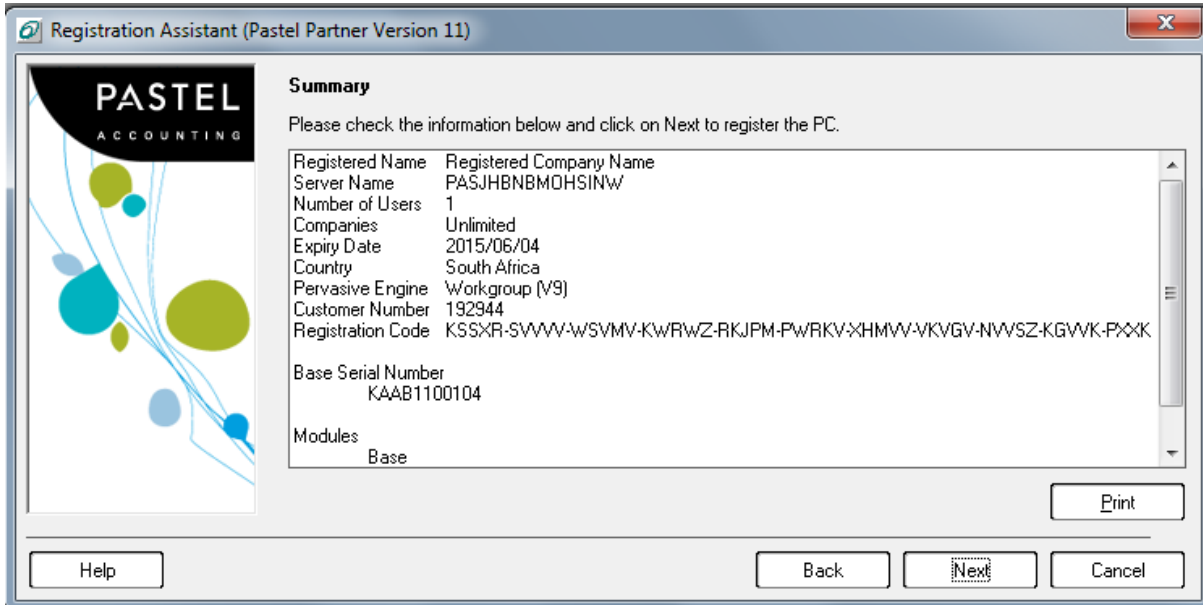 Registration Assistant (Pastel Partner Version 11)
PASTEL
ACCOUNTING
Summary
Please check the information below and click on Next to register the PC.
Registered Name Registered Company Name
Server Name PASJHBNBMOHSINW
Number of Users 1
Companies Unlimited
Expiry Date 2015/06/04
Country South Africa
Pervasive Engine Workgroup (V9)
Customer Number 192944
Registration Code KSSXR-SVVVV-WSVMV-KWRWZ-RKJPM-PWRKV-XHMVV-VKVGV-NVVSZ-KGVVK-PXXK
Base Serial Number
KAAB1100104
Modules
Base
Print
Help
Back
Next
Cancel